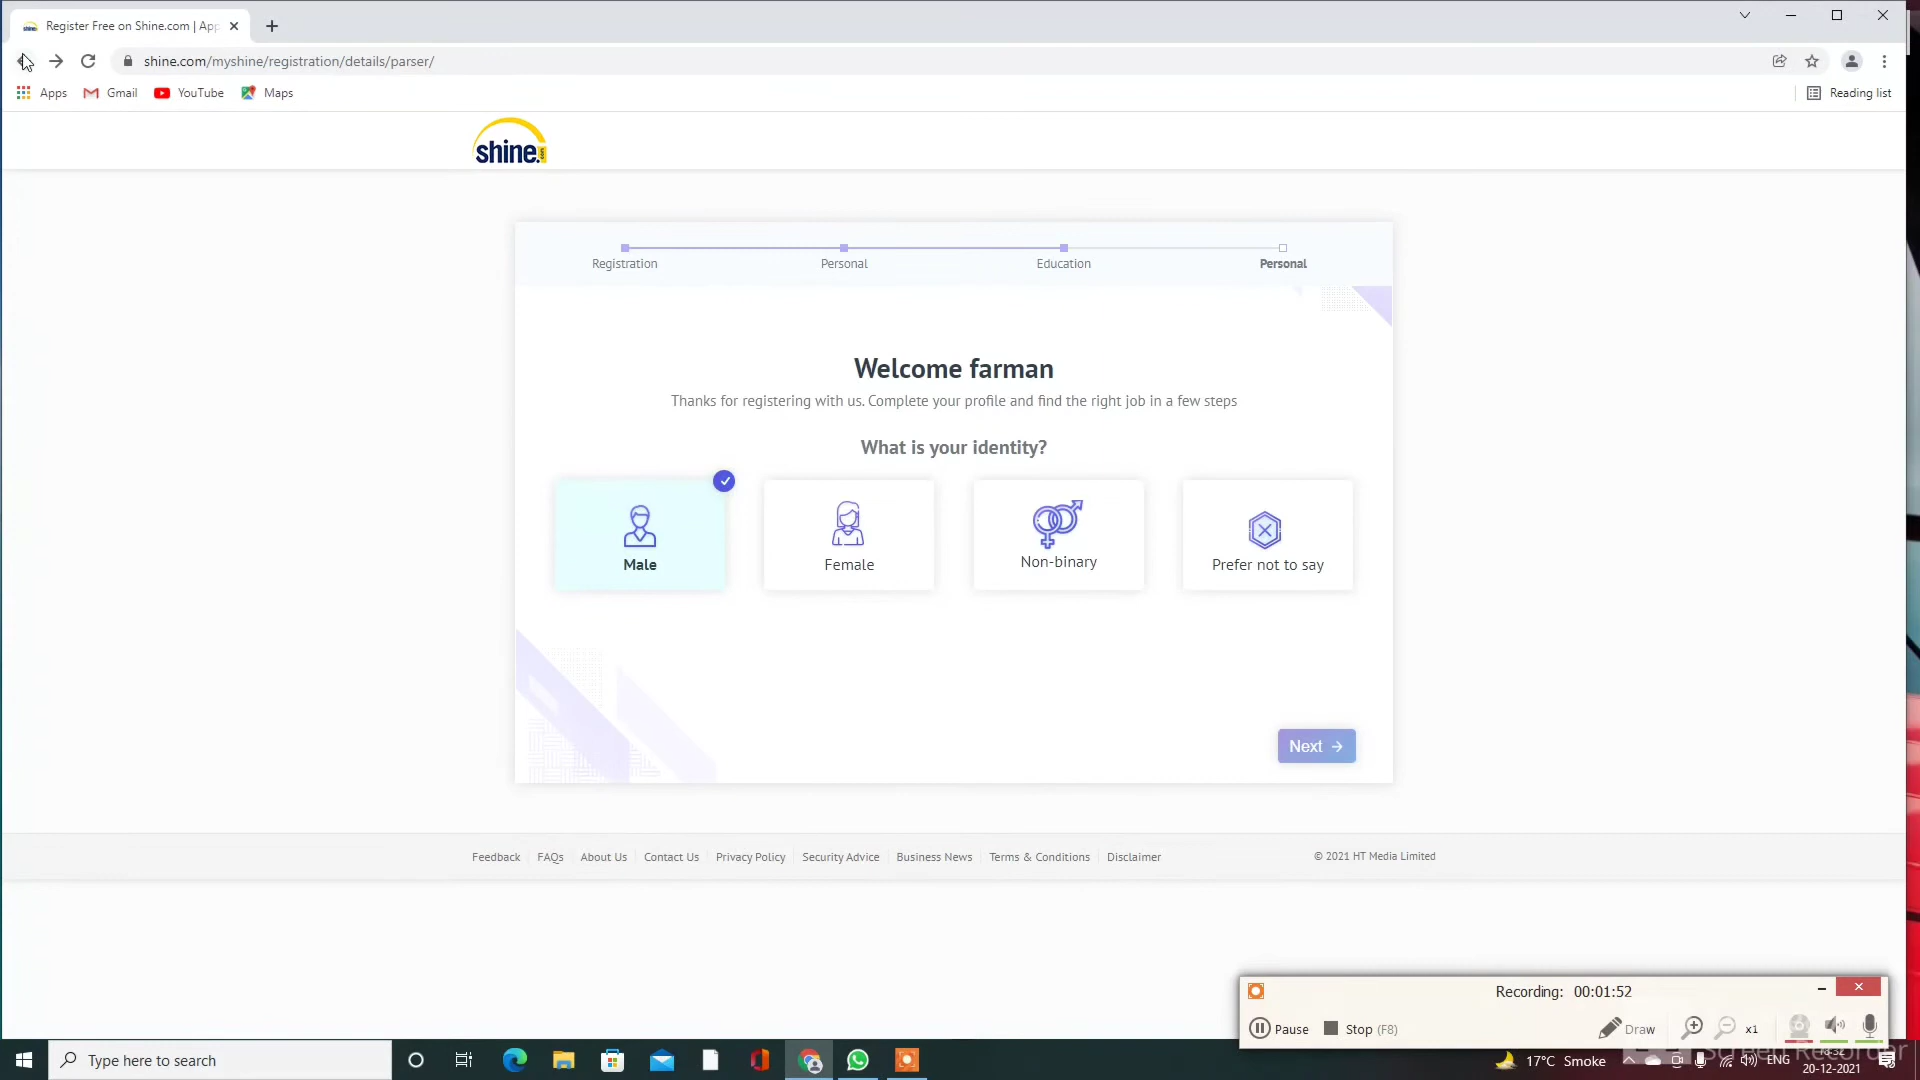 Register Free on Shine.com | App
shine.com/myshine/registration/details/parser/
Apps
Gmail
YouTube
Maps
Reading list
shine.com
Registration
Personal
Education
Personal
Welcome farman
Thanks for registering with us. Complete your profile and find the right job in a few steps
What is your identity?
Male
Female
Non-binary
Prefer not to say
Next
Feedback
FAQs
About Us
Contact Us
Privacy Policy
Security Advice
Business News
Terms & Conditions
Disclaimer
© 2021 HT Media Limited
Recording: 00:01:52
Pause
Stop (F8)
Draw
x1
Type here to search
17°C Smoke
ENG
20-12-2021